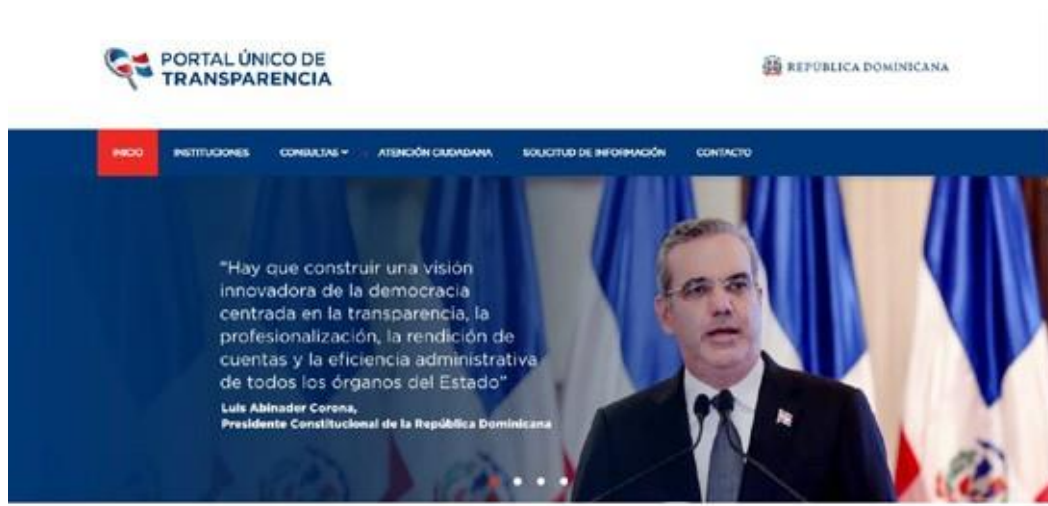 PORTAL ÚNICO DE
TRANSPARENCIA
REPÚBLICA DOMINICANA
INICIO INSTITUCIONES CONSULTAS ATENCIÓN CIUDADANA SOLICITUD DE INFORMACIÓN CONTACTO
"Hay que construir una visión
innovadora de la democracia
centrada en la transparencia, la
profesionalización, la rendición de
cuentas y la eficiencia administrativa
de todos los órganos del Estado"
Luis Abinader Corona,
Presidente Constitucional de la República Dominicana